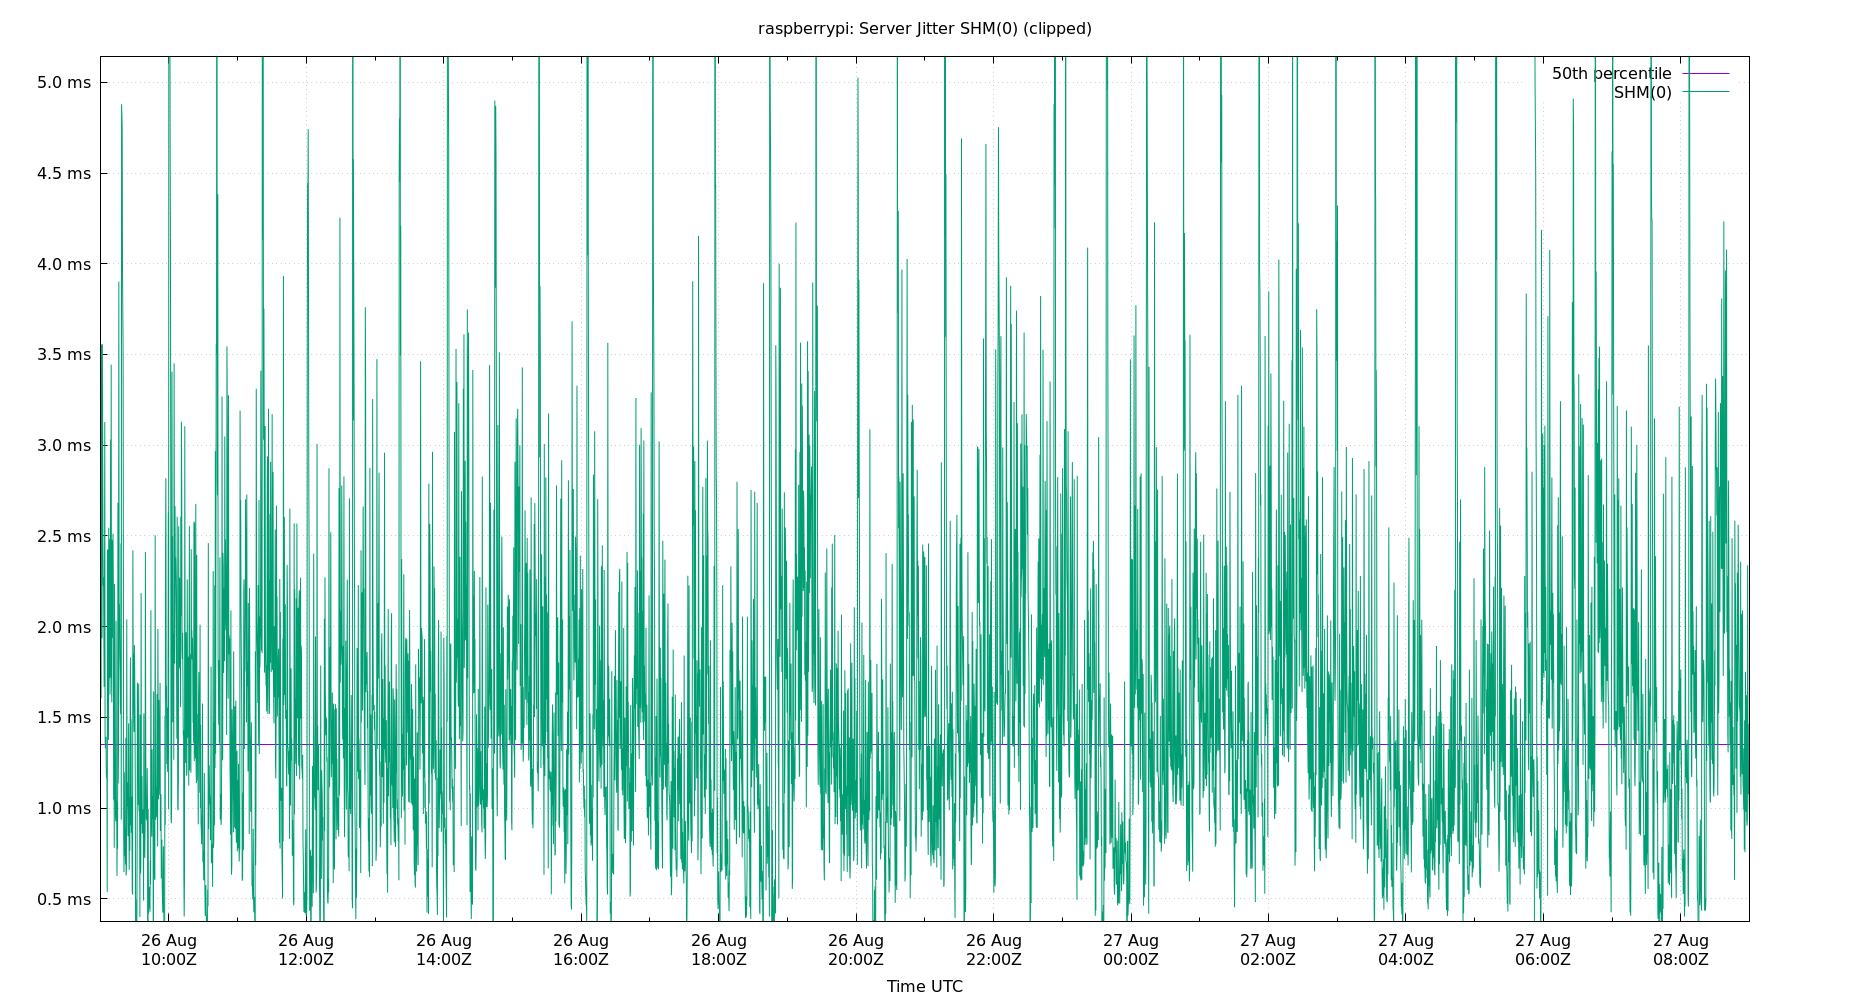 raspberrypi: Server Jitter SHM(0) (clipped)
50th percentile
SHM(0)
5.0 ms
4.5 ms
4.0 ms
3.5 ms
3.0 ms
2.5 ms
2.0 ms
1.5 ms
1.0 ms
0.5 ms
26 Aug 26 Aug 26 Aug 26 Aug 26 Aug 26 Aug 26 Aug 27 Aug 27 Aug 27 Aug 27 Aug 27 Aug
10:00Z 12:00Z 14:00Z 16:00Z 18:00Z 20:00Z 22:00Z 00:00Z 02:00Z 04:00Z 06:00Z 08:00Z
Time UTC